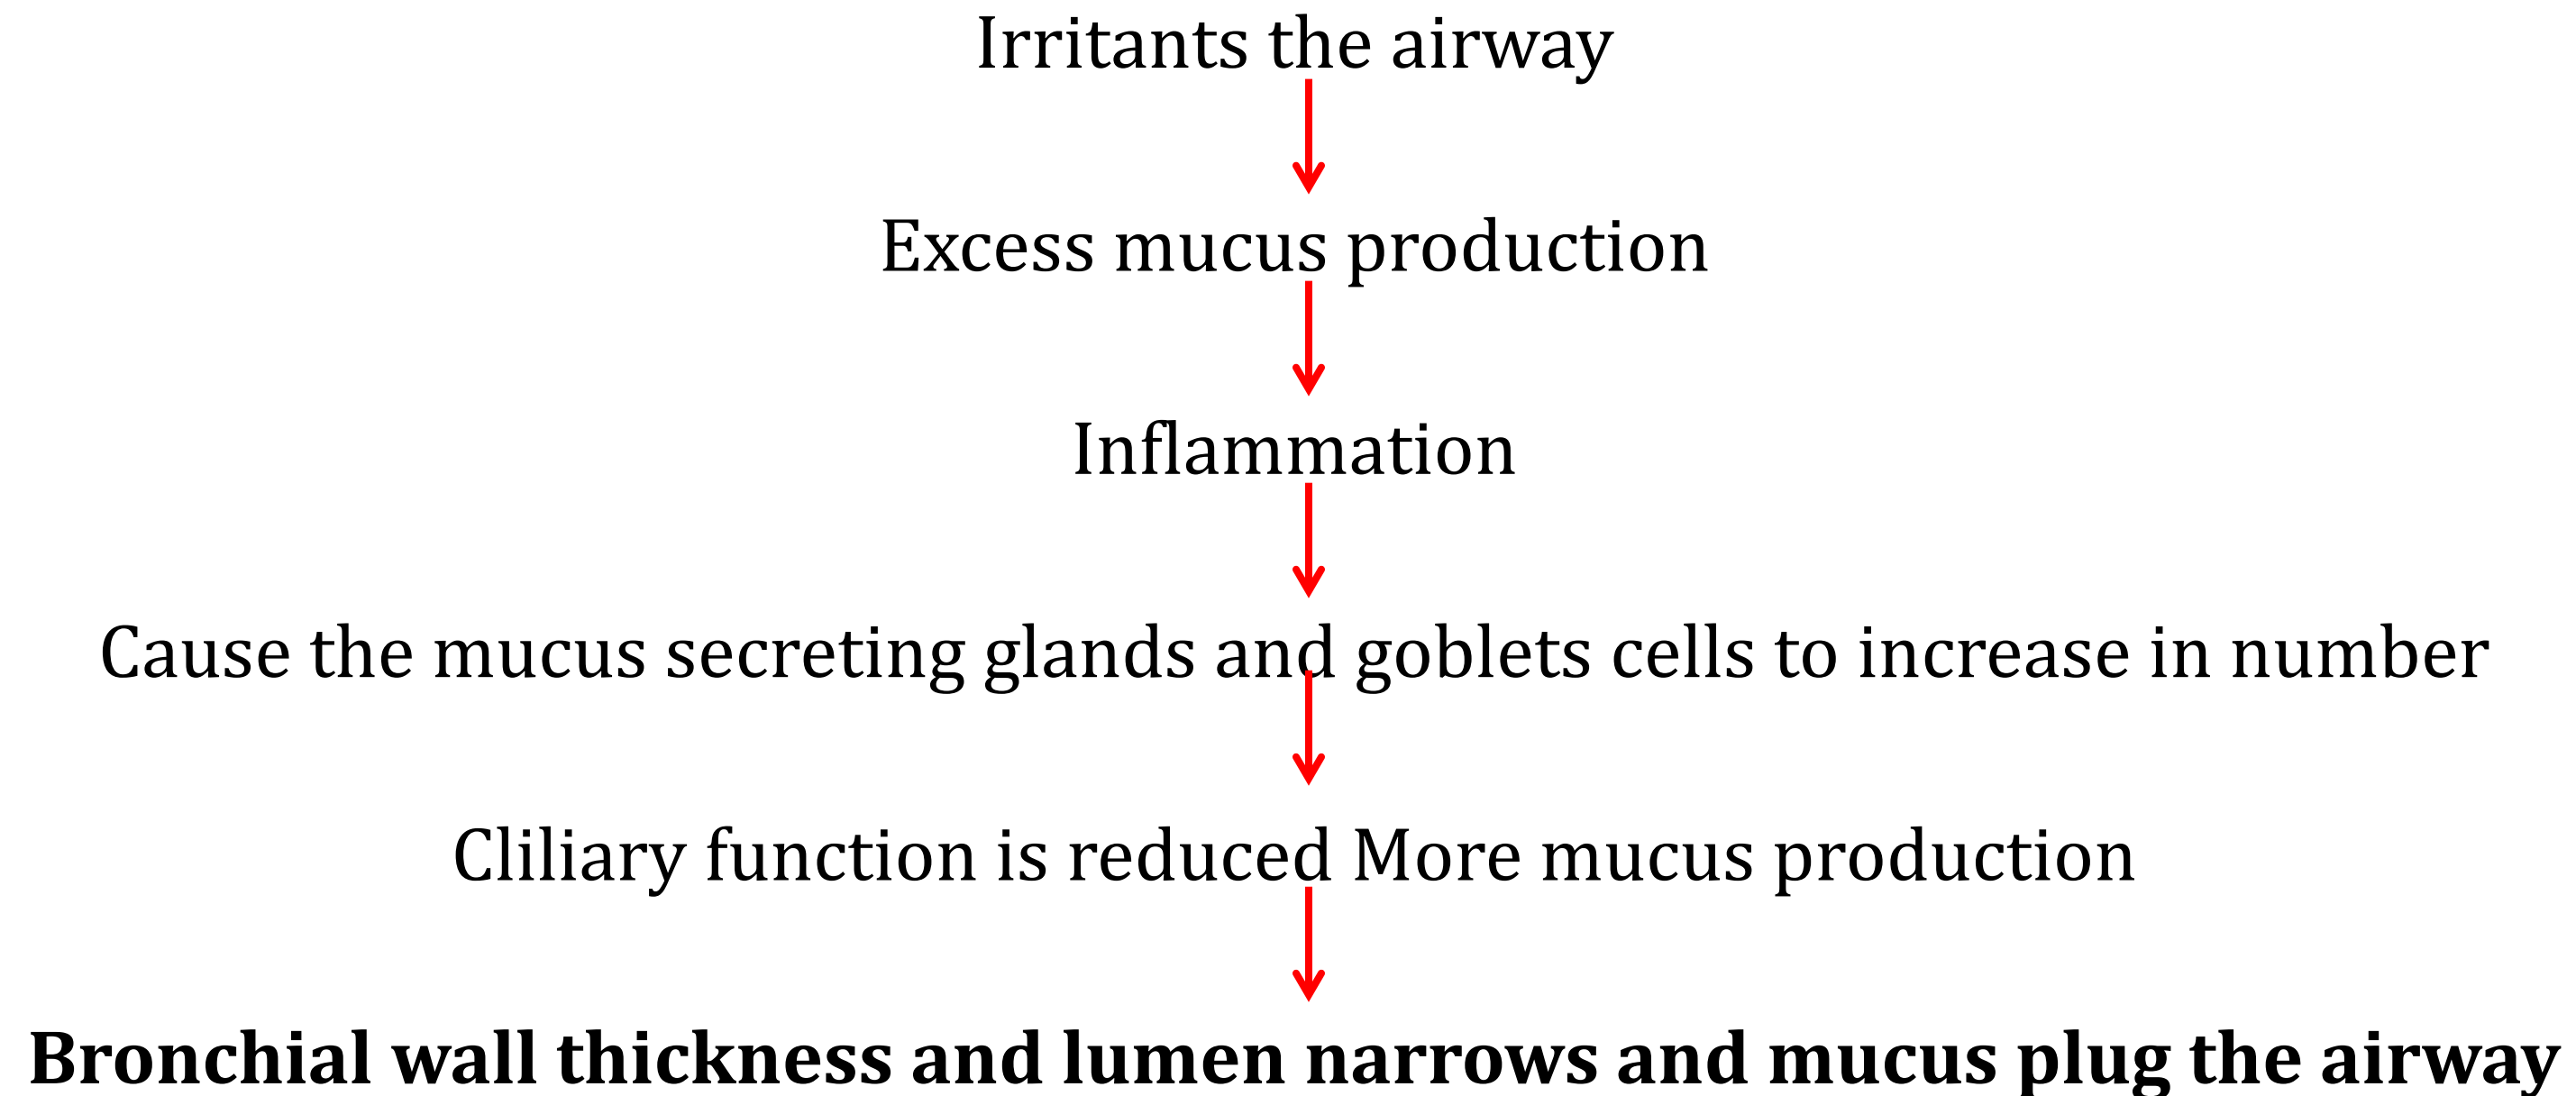 Irritants the airway
Excess mucus production
Inflammation
Cause the mucus secreting glands and goblets cells to increase in number
Cliliary function is reduced More mucus production
Bronchial wall thickness and lumen narrows and mucus plug the airway